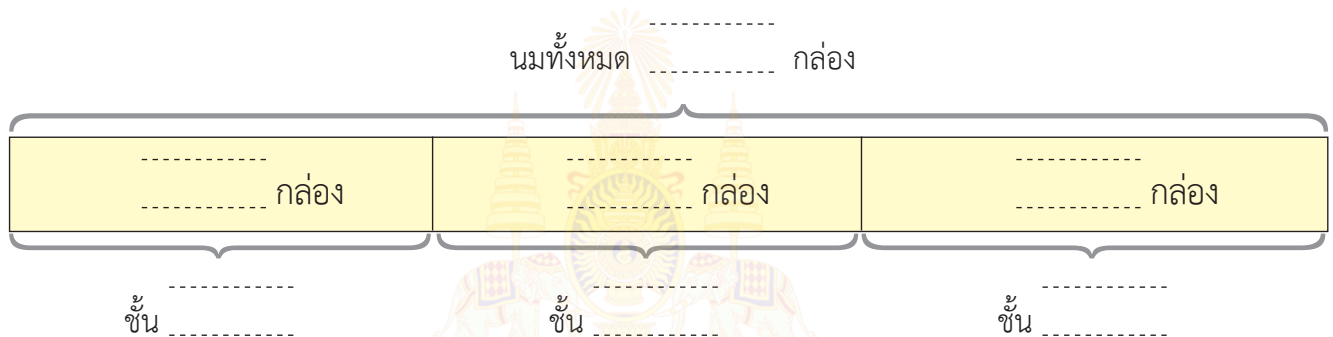 นมทั้งหมด ----------- กล่อง
----------- กล่อง ----------- กล่อง ----------- กล่อง
ชั้น ----------- ชั้น ----------- ชั้น -----------